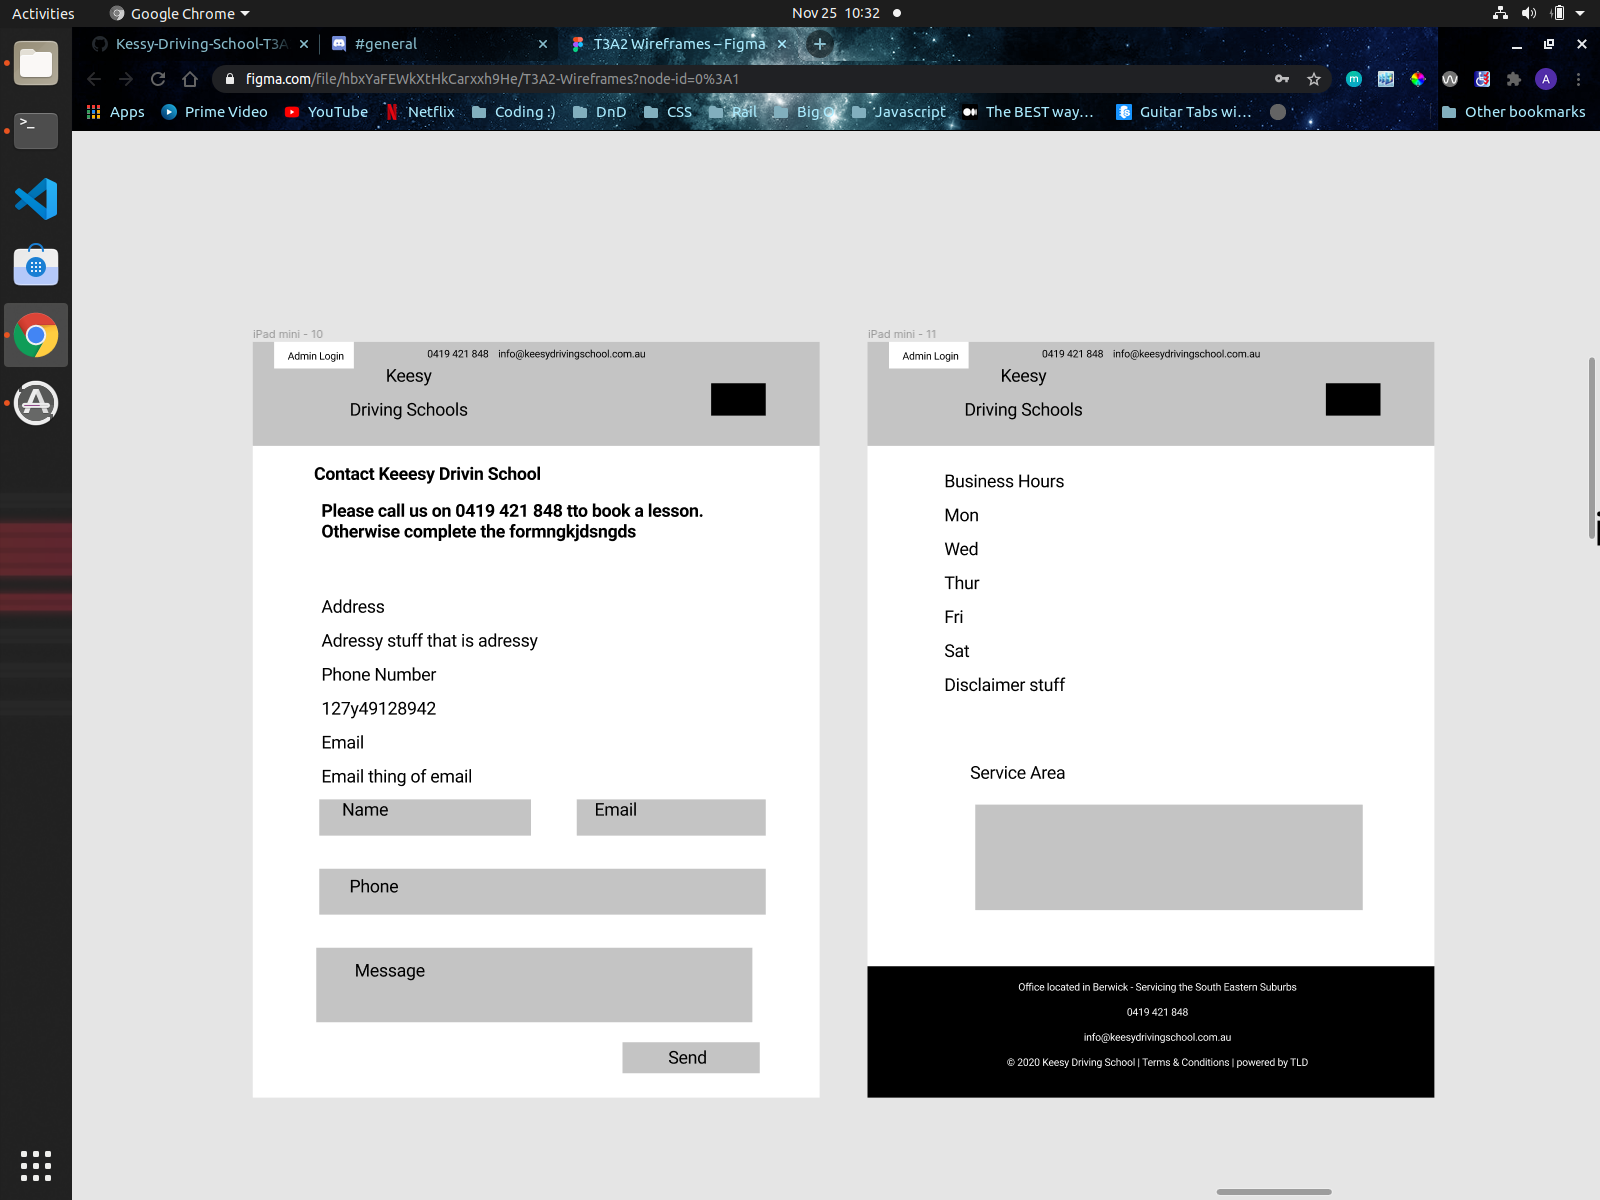 Activities
Google Chrome
Nov 25 10:32
Kessy-Driving-School-T3A
#general
T3A2 Wireframes – Figma
figma.com/file/hbxYaFEWkXtHkCarxxh9He/T3A2-Wireframes?node-id=0%3A1
A
Apps
Prime Video
YouTube
Netflix
Coding :)
DnD
CSS
Rail
Big O
Javascript
The BEST way...
Guitar Tabs wi...
Other bookmarks
iPad mini - 10
Admin Login
0419 421 848 info@keesydrivingschool.com.au
Keesy
Driving Schools
Contact Keeesy Drivin School
Please call us on 0419 421 848 tto book a lesson.
Otherwise complete the formngkjdsngds
Address
Adressy stuff that is adressy
Phone Number
127y49128942
Email
Email thing of email
Name
Email
Phone
Message
Send
iPad mini - 11
Admin Login
0419 421 848 info@keesydrivingschool.com.au
Keesy
Driving Schools
Business Hours
Mon
Wed
Thur
Fri
Sat
Disclaimer stuff
Service Area
Office located in Berwick - Servicing the South Eastern Suburbs
0419 421 848
info@keesydrivingschool.com.au
© 2020 Keesy Driving School | Terms & Conditions | powered by TLD